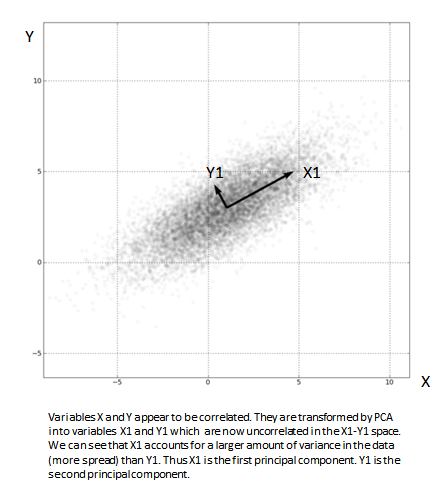 Y
10
5
Y1
X1
0
−5
−5
0
5
10
X
Variables X and Y appear to be correlated. They are transformed by PCA
into variables X1 and Y1 which are now uncorrelated in the X1-Y1 space.
We can see that X1 accounts for a larger amount of variance in the data
(more spread) than Y1. Thus X1 is the first principal component. Y1 is the
second principal component.